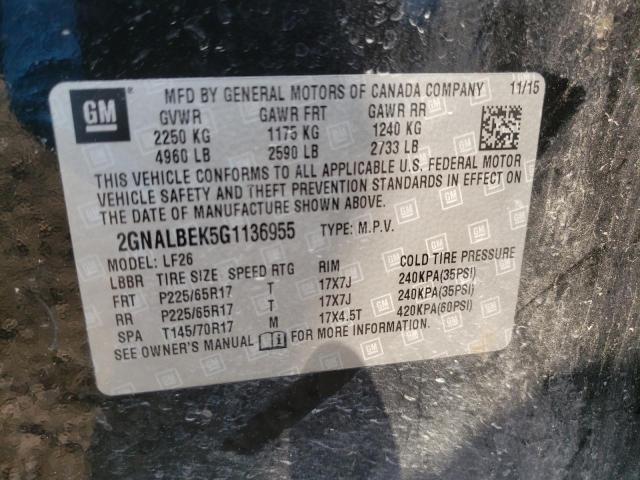 GM ® MFD BY GENERAL MOTORS OF CANADA COMPANY 11/15
GVWR GAWR FRT GAWR RR
2250 KG 1175 KG 1240 KG
4960 LB 2590 LB 2733 LB
THIS VEHICLE CONFORMS TO ALL APPLICABLE U.S. FEDERAL MOTOR
VEHICLE SAFETY AND THEFT PREVENTION STANDARDS IN EFFECT ON
THE DATE OF MANUFACTURE SHOWN ABOVE.
2GNALBEK5G1136955 TYPE: M.P.V.
MODEL: LF26
LBBR TIRE SIZE SPEED RTG RIM COLD TIRE PRESSURE
FRT P225/65R17 T 17X7J 240KPA(35PSI)
RR P225/65R17 T 17X7J 240KPA(35PSI)
SPA T145/70R17 M 17X4.5T 420KPA(60PSI)
SEE OWNER'S MANUAL FOR MORE INFORMATION.